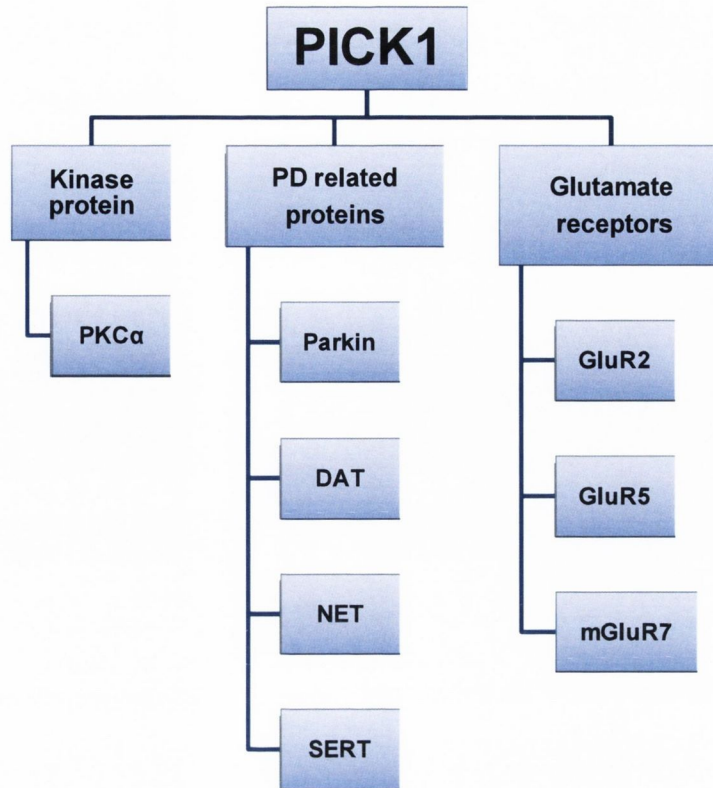 PICK1
Kinase
protein
PKCα
PD related
proteins
Parkin
DAT
NET
SERT
Glutamate
receptors
GluR2
GluR5
mGluR7